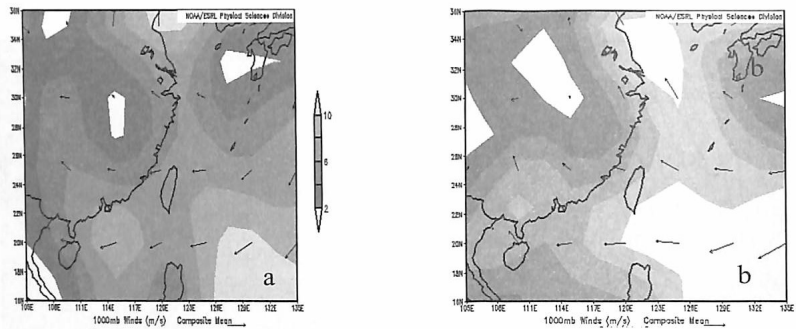 NOAA/ESRL Physical Sciences Division
36N
34N
32N
30N
28N
26N
24N
22N
20N
18N
16N
105E 108E 111E 114E 117E 120E 123E 126E 129E 132E 135E
a
1000mb Winds (m/s) Composite Mean
10
6
2
NOAA/ESRL Physical Sciences Division
36N
34N
32N
30N
28N
26N
24N
22N
20N
18N
16N
105E 108E 111E 114E 117E 120E 123E 126E 129E 132E 135E
b
b
1000mb Winds (m/s) Composite Mean